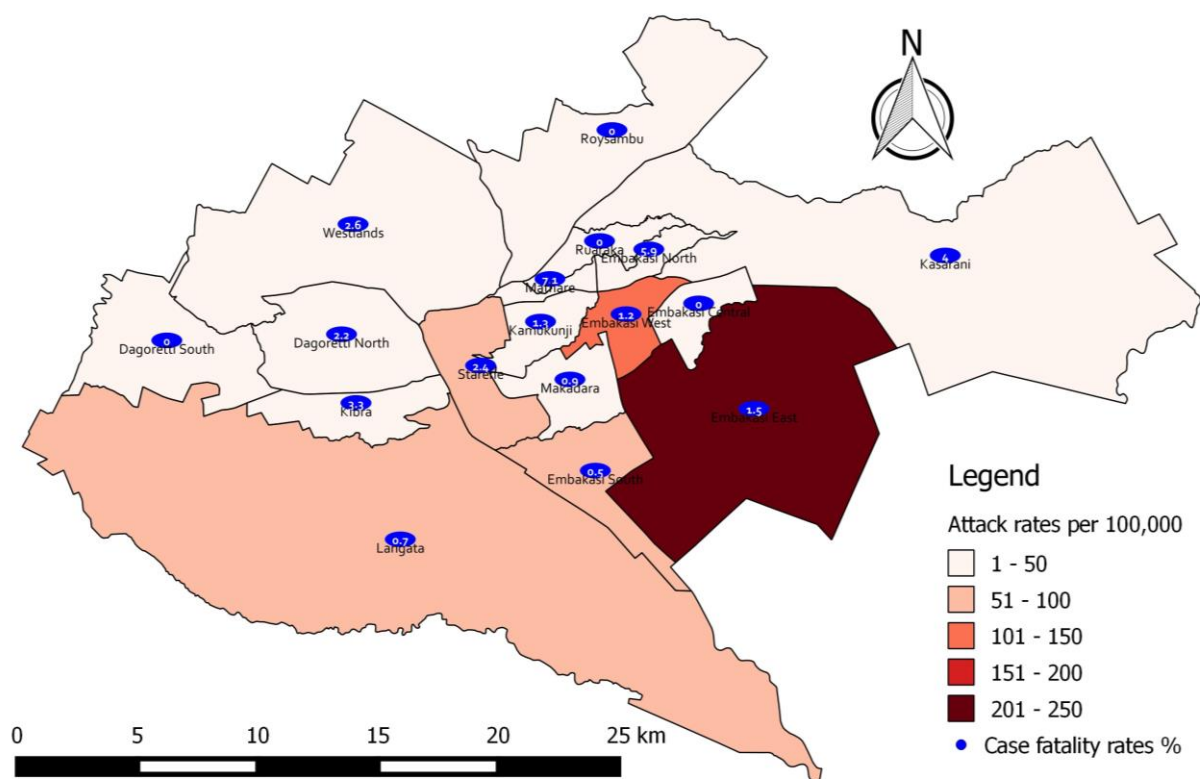 N
0
Roysambu
2.6
Westlands
0
Ruaraka
5.9
Embakasi North
4
Kasarani
7.1
Mathare
0
Embakasi Central
1.2
Embakasi West
1.3
Kamukunji
0
Dagoretti South
2.2
Dagoretti North
2.4
Starehe
0.9
Makadara
3.3
Kibra
1.5
Embakasi East
0.5
Embakasi South
0.7
Langata
Legend
Attack rates per 100,000
1 - 50
51 - 100
101 - 150
151 - 200
201 - 250
Case fatality rates %
0 5 10 15 20 25 km